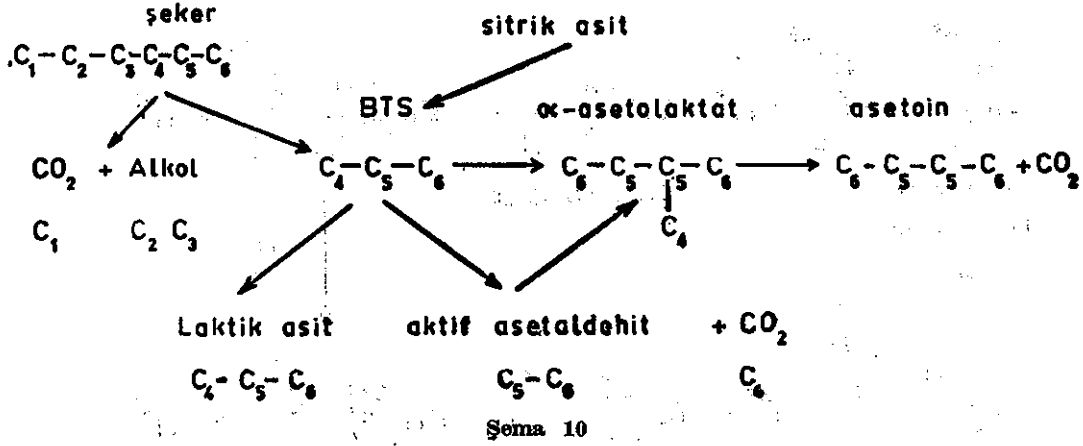 şeker
C₁-C₂-C₃-C₄-C₅-C₆
sitrik asit
BTS
α-asetolaktat
asetoin
CO₂ + Alkol
C₄-C₅-C₆
C₆-C₅-C₅-C₆
C₆-C₅-C₅-C₆ + CO₂
C₁ C₂ C₃
C₄
Laktik asit
aktif asetaldehit + CO₂
C₄-C₅-C₆
C₅-C₆
C₆
Şema 10